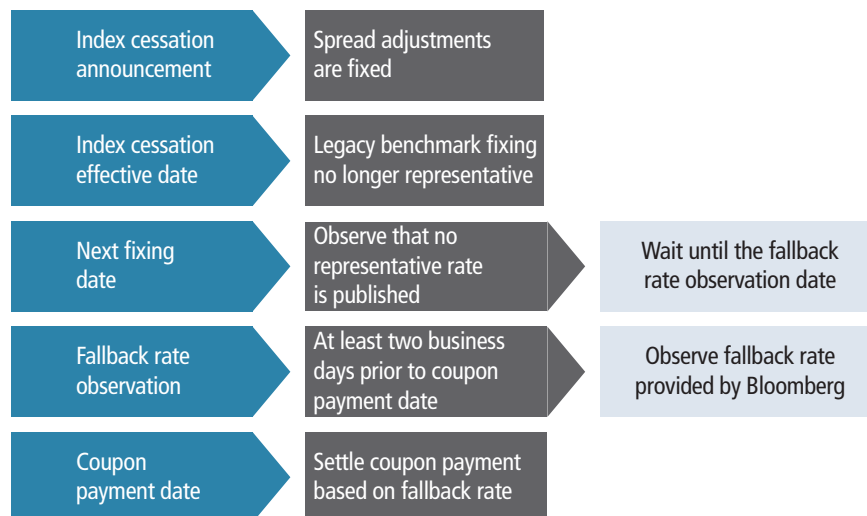 Index cessation
announcement
Spread adjustments
are fixed
Index cessation
effective date
Legacy benchmark fixing
no longer representative
Next fixing
date
Observe that no
representative rate
is published
Wait until the fallback
rate observation date
Fallback rate
observation
At least two business
days prior to coupon
payment date
Observe fallback rate
provided by Bloomberg
Coupon
payment date
Settle coupon payment
based on fallback rate